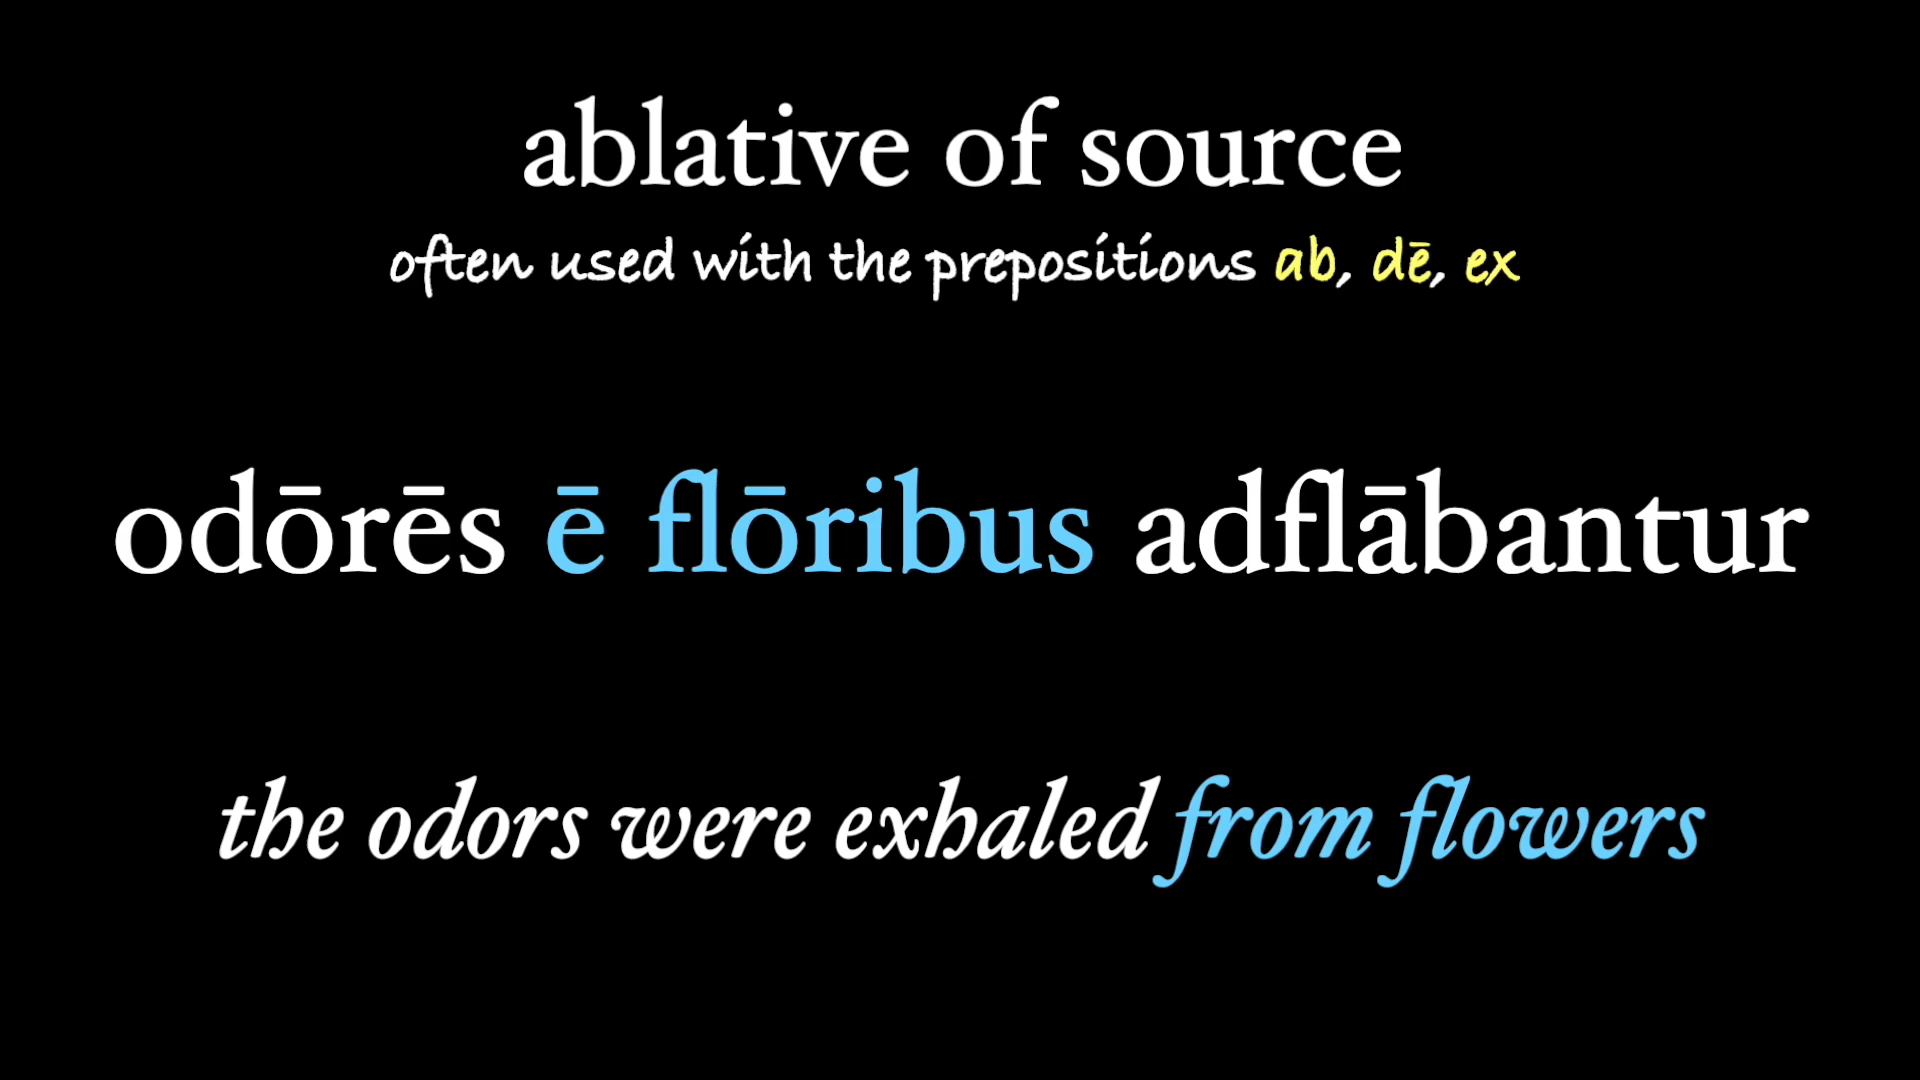 ablative of source
often used with the prepositions ab, dē, ex
odōrēs ē flōribus adflābantur
the odors were exhaled from flowers